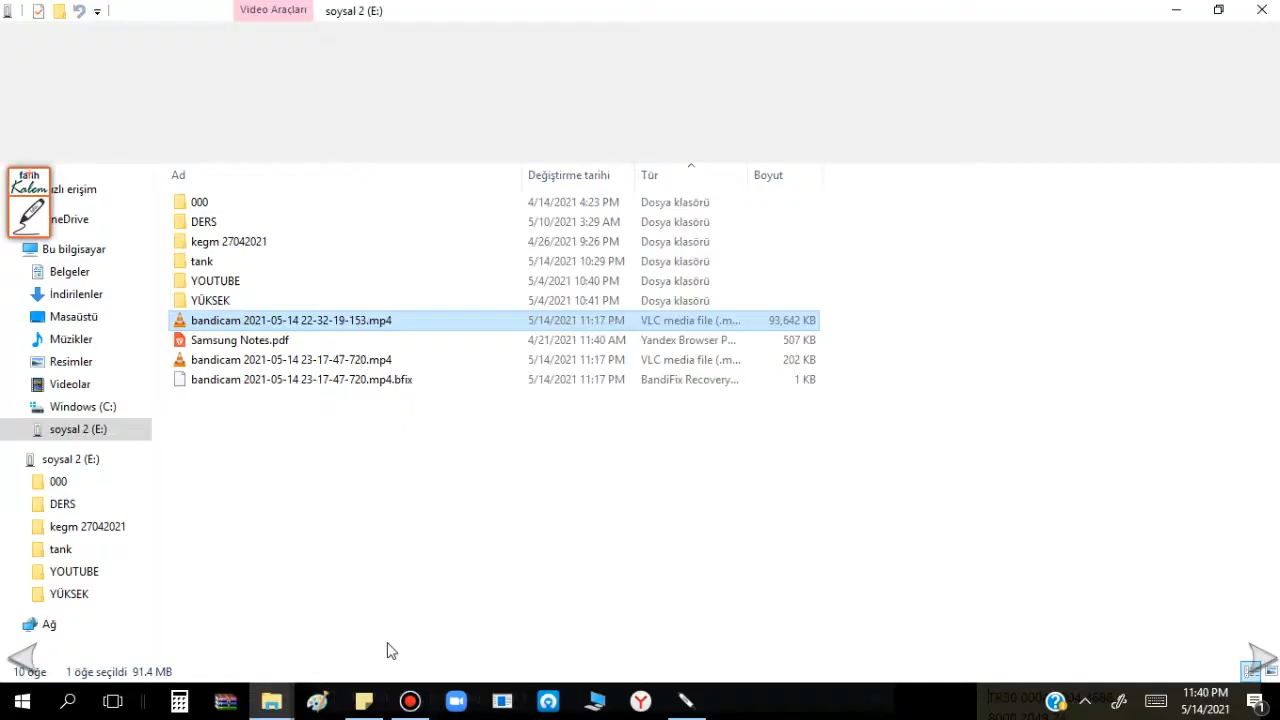 Video Araçları soysal 2 (E:)
Ad Değiştirme tarihi Tür Boyut
000 4/14/2021 4:23 PM Dosya klasörü
DERS 5/10/2021 3:29 AM Dosya klasörü
kegm 27042021 4/26/2021 9:26 PM Dosya klasörü
tank 5/14/2021 10:29 PM Dosya klasörü
YOUTUBE 5/4/2021 10:40 PM Dosya klasörü
YÜKSEK 5/4/2021 10:41 PM Dosya klasörü
bandicam 2021-05-14 22-32-19-153.mp4 5/14/2021 11:17 PM VLC media file (.m... 93,642 KB
Samsung Notes.pdf 4/21/2021 11:40 AM Yandex Browser P... 507 KB
bandicam 2021-05-14 23-17-47-720.mp4 5/14/2021 11:17 PM VLC media file (.m... 202 KB
bandicam 2021-05-14 23-17-47-720.mp4.bfix 5/14/2021 11:17 PM BandiFix Recovery... 1 KB
fatih
Kalem
ızlı erişim
neDrive
Bu bilgisayar
Belgeler
İndirilenler
Masaüstü
Müzikler
Resimler
Videolar
Windows (C:)
soysal 2 (E:)
soysal 2 (E:)
000
DERS
kegm 27042021
tank
YOUTUBE
YÜKSEK
Ağ
10 öğe 1 öğe seçildi 91.4 MB
11:40 PM
5/14/2021
1